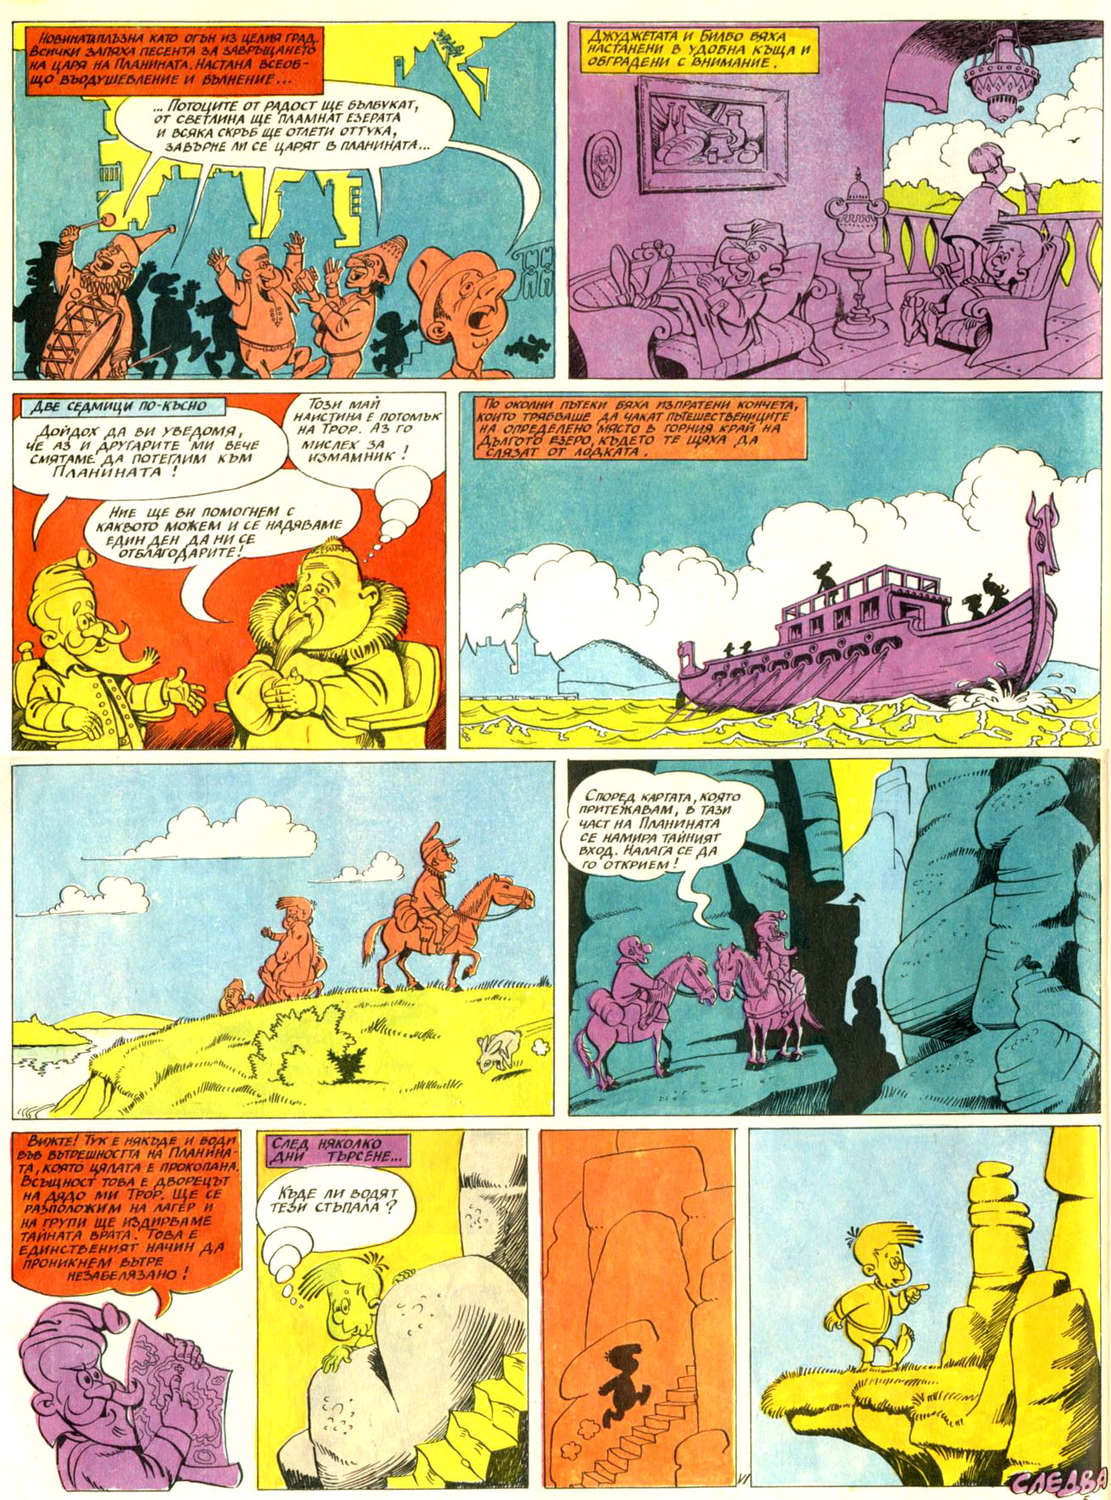 НОВИНАТА ПЛЪЗНА КАТО ОГЪН ИЗ ЦЕЛИЯ ГРАД.
ВСИЧКИ ЗАПЯХА ПЕСЕНТА ЗА ЗАВРЪЩАНЕТО
НА ЦАРЯ НА ПЛАНИНАТА. НАСТАНА ВСЕОБ-
ЩО ВЪОДУШЕВЛЕНИЕ И ВЪЛНЕНИЕ...
... ПОТОЦИТЕ ОТ РАДОСТ ЩЕ БЪЛБУКАТ,
ОТ СВЕТЛИНА ЩЕ ПЛАМНАТ ЕЗЕРАТА
И ВСЯКА СКРЪБ ЩЕ ОТЛЕТИ ОТТУКА,
ЗАВЪРНЕ ЛИ СЕ ЦАРЯТ В ПЛАНИНАТА...
ДЖУДЖЕТАТА И БИЛБО БЯХА
НАСТАНЕНИ В УДОБНА КЪЩА И
ОБГРАДЕНИ С ВНИМАНИЕ.
ДВЕ СЕДМИЦИ ПО-КЪСНО
ДОЙДОХ ДА ВИ УВЕДОМЯ,
ЧЕ АЗ И ДРУГАРИТЕ МИ ВЕЧЕ
СМЯТАМЕ ДА ПОТЕГЛИМ КЪМ
ПЛАНИНАТА!
ТОЗИ МАЙ
НАИСТИНА Е ПОТОМЪК
НА ТРОР. АЗ ГО
МИСЛЕХ ЗА
ИЗМАМНИК!
НИЕ ЩЕ ВИ ПОМОГНЕМ С
КАКВОТО МОЖЕМ И СЕ НАДЯВАМЕ
ЕДИН ДЕН ДА НИ СЕ
ОТБЛАГОДАРИТЕ!
ПО ОКОЛНИ ПЪТЕКИ БЯХА ИЗПРАТЕНИ КОНЧЕТА,
КОИТО ТРЯБВАШЕ ДА ЧАКАТ ПЪТЕШЕСТВЕНИЦИТЕ
НА ОПРЕДЕЛЕНО МЯСТО В ГОРНИЯ КРАЙ НА
ДЪЛГОТО ЕЗЕРО, КЪДЕТО ТЕ ЩЯХА ДА
СЛЯЗАТ ОТ ЛОДКАТА.
СПОРЕД КАРТАТА, КОЯТО
ПРИТЕЖАВАМ, В ТАЗИ
ЧАСТ НА ПЛАНИНАТА
СЕ НАМИРА ТАЙНИЯТ
ВХОД. НАЛАГА СЕ ДА
ГО ОТКРИЕМ!
ВИЖТЕ! ТУК Е НЯКЪДЕ И ВОДИ
ВЪВ ВЪТРЕШНОСТТА НА ПЛАНИНА-
ТА, КОЯТО ЦЯЛАТА Е ПРОКОПАНА.
ВСЪЩНОСТ ТОВА Е ДВОРЕЦЪТ
НА ДЯДО МИ ТРОР. ЩЕ СЕ
РАЗПОЛОЖИМ НА ЛАГЕР И
НА ГРУПИ ЩЕ ИЗДИРВАМЕ
ТАЙНАТА ВРАТА! ТОВА Е
ЕДИНСТВЕНИЯТ НАЧИН ДА
ПРОНИКНЕМ ВЪТРЕ
НЕЗАБЕЛЯЗАНО!
СЛЕД НЯКОЛКО
ДНИ ТЪРСЕНЕ...
КЪДЕ ЛИ ВОДЯТ
ТЕЗИ СТЪПАЛА?
VI
СЛЕДВА
5